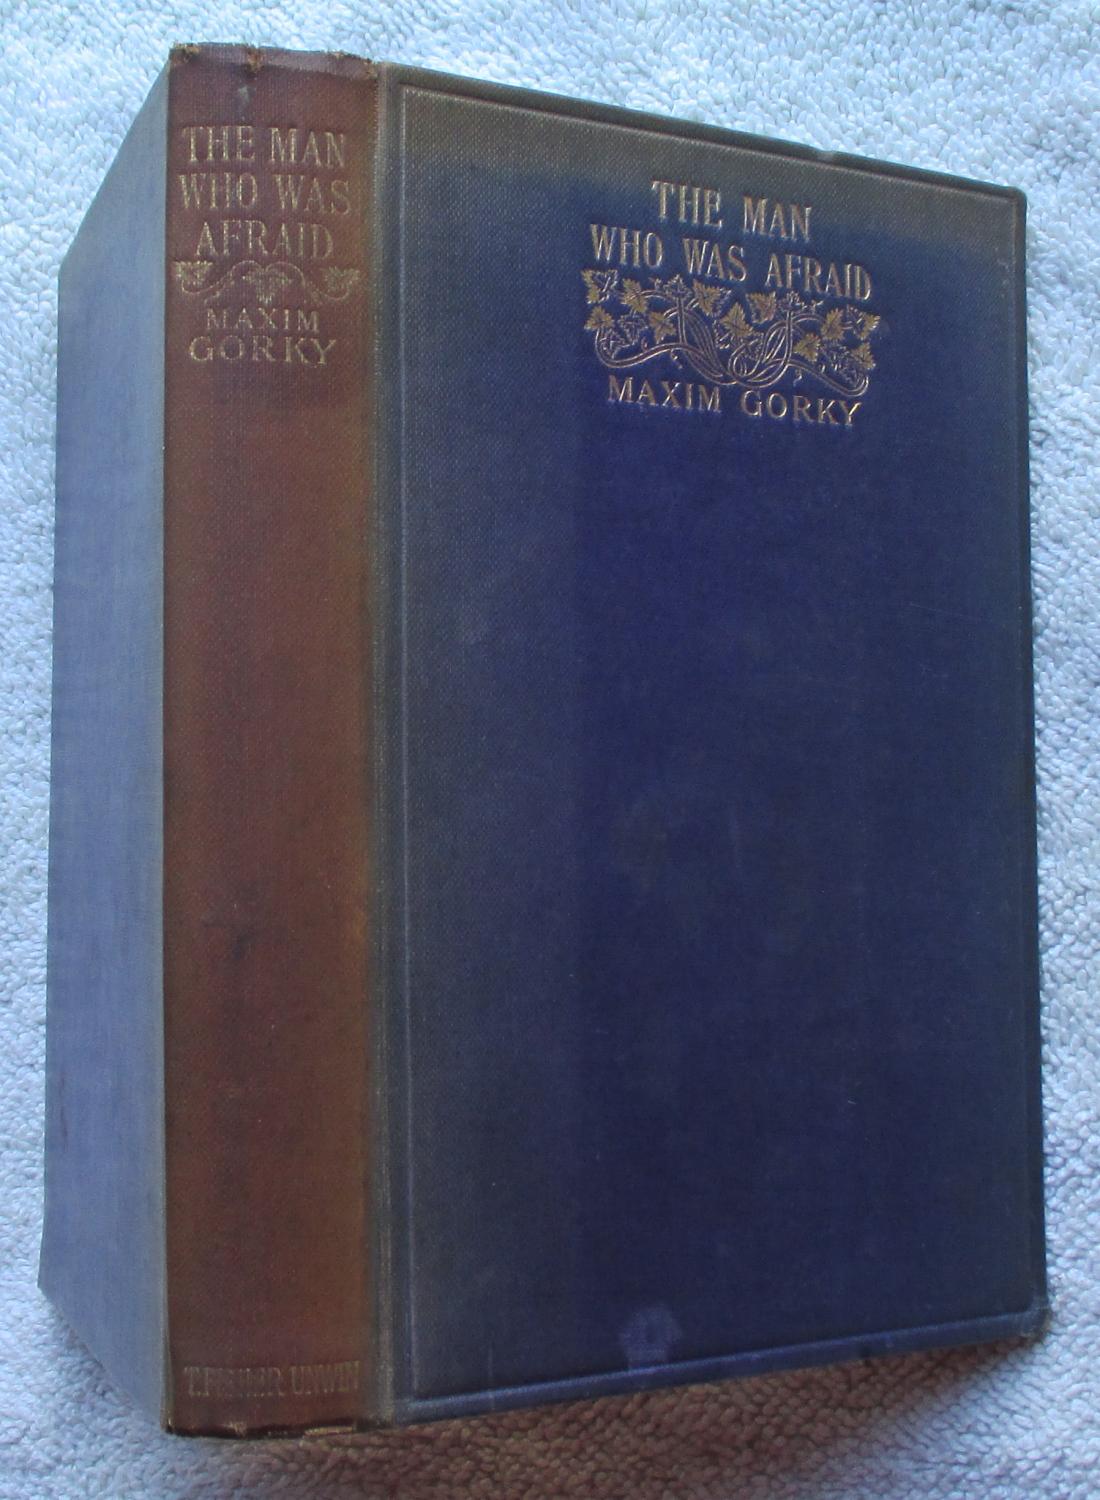 THE MAN
WHO WAS
AFRAID
MAXIM
GORKY
T. FISHER UNWIN
THE MAN
WHO WAS AFRAID
MAXIM GORKY